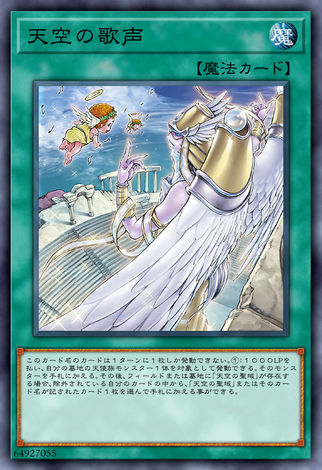 天空の歌声
魔
【魔法カード】
このカード名のカードは1ターンに1枚しか発動できない。①：1000LPを
払い、自分の墓地の天使族モンスター1体を対象として発動できる。そのモンス
ターを手札に加える。その後、フィールドまたは墓地に「天空の聖域」が存在す
る場合、除外されている自分のカードの中から、「天空の聖域」またはそのカー
ド名が記されたカード1枚を選んで手札に加える事ができる。
64927055